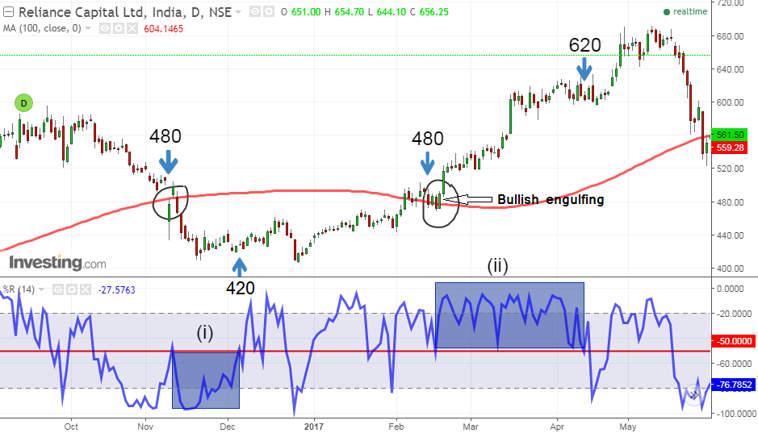 Reliance Capital Ltd, India, D, NSE O 651.00 H 654.70 L 644.10 C 656.25
MA (100, close, 0) 604.1465
realtime
720.00
680.00
640.00
600.00
561.50
559.28
520.00
480.00
440.00
400.00
D
480
420
480
Bullish engulfing
620
Investing.com
%R (14) -27.5763
(i)
(ii)
0.0000
-20.0000
-50.0000
-60.0000
-76.7852
-100.0000
Oct Nov Dec 2017 Feb Mar Apr May